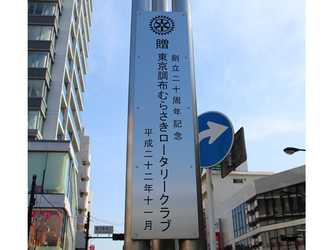 贈
創立二十周年記念
東京調布むらさきロータリークラブ
平成二十二年十一月